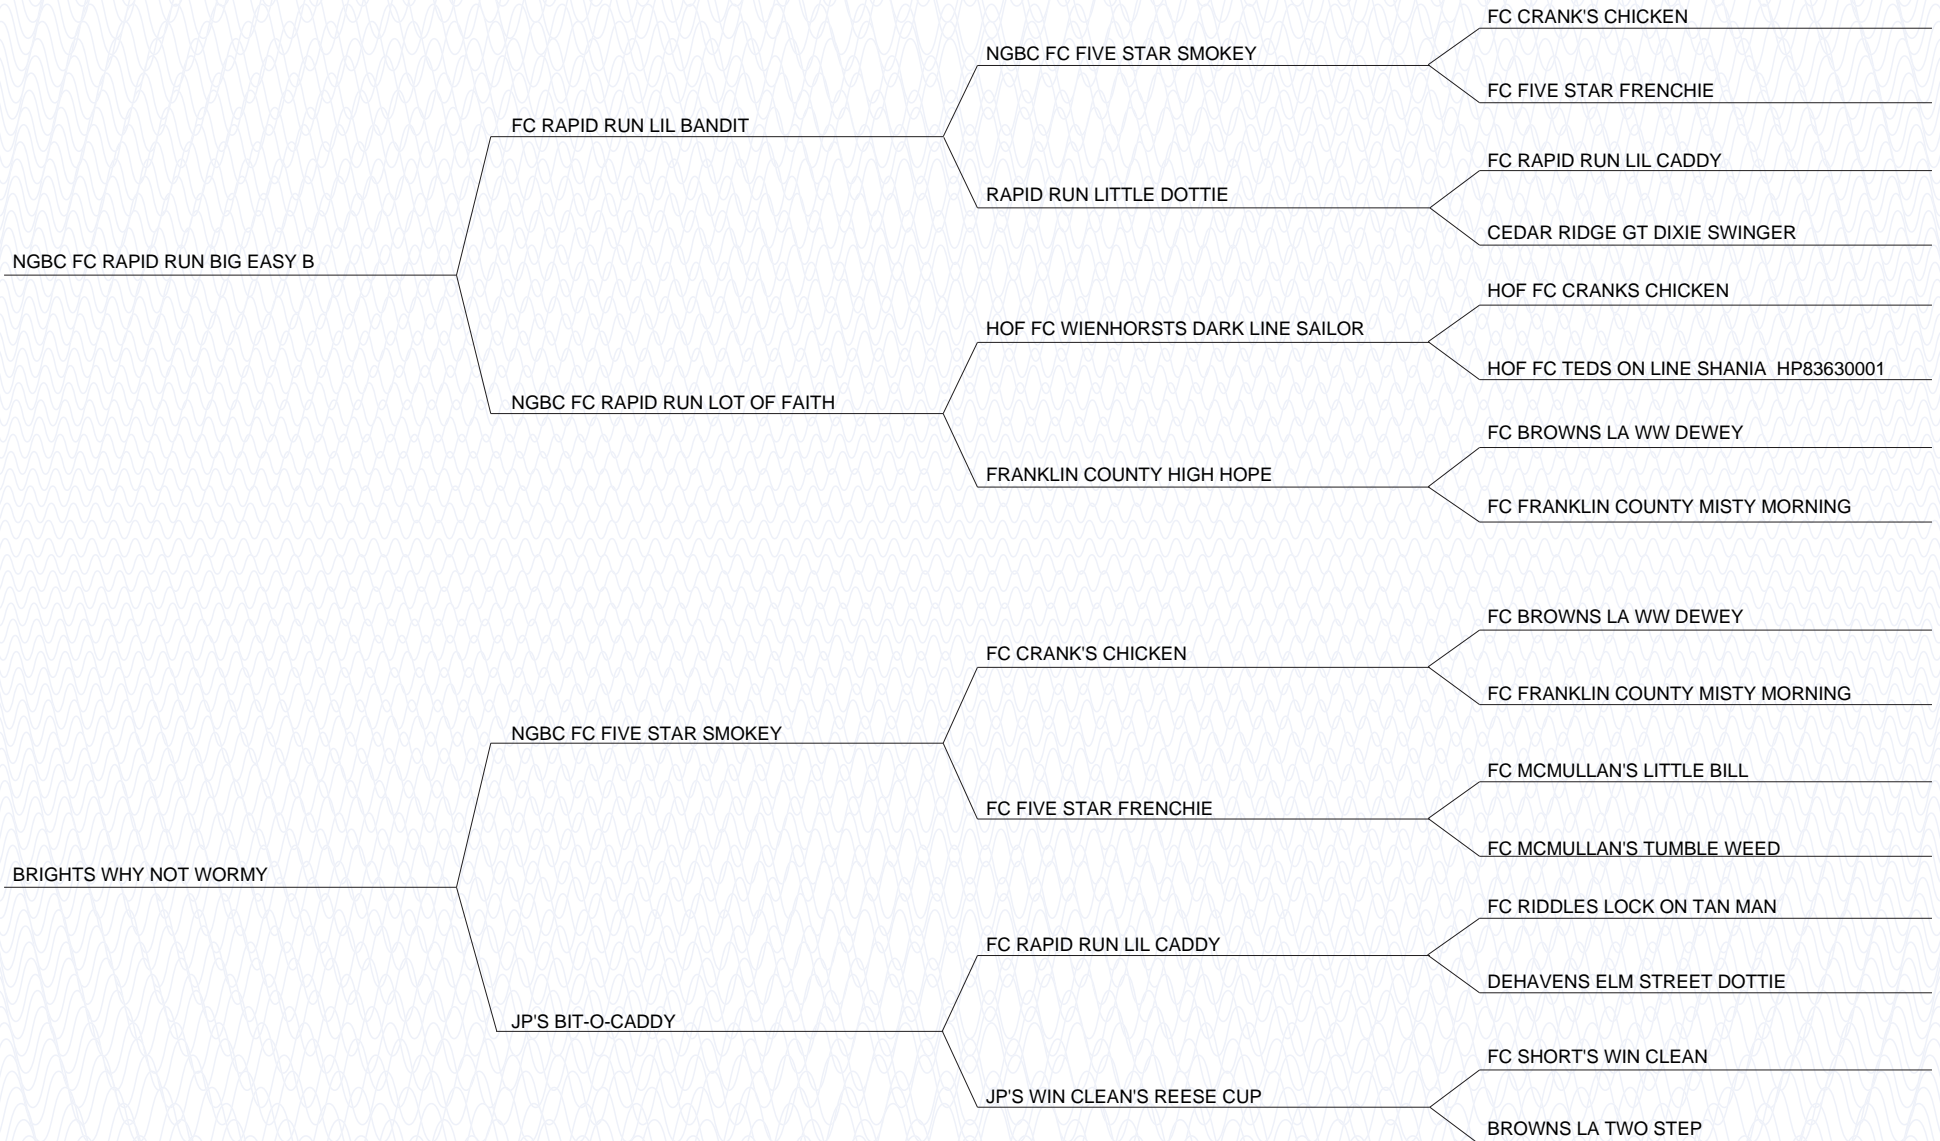 FC CRANK'S CHICKEN
NGBC FC FIVE STAR SMOKEY
FC FIVE STAR FRENCHIE
FC RAPID RUN LIL BANDIT
FC RAPID RUN LIL CADDY
RAPID RUN LITTLE DOTTIE
CEDAR RIDGE GT DIXIE SWINGER
NGBC FC RAPID RUN BIG EASY B
HOF FC CRANKS CHICKEN
HOF FC WIENHORSTS DARK LINE SAILOR
HOF FC TEDS ON LINE SHANIA  HP83630001
NGBC FC RAPID RUN LOT OF FAITH
FC BROWNS LA WW DEWEY
FRANKLIN COUNTY HIGH HOPE
FC FRANKLIN COUNTY MISTY MORNING
FC BROWNS LA WW DEWEY
FC CRANK'S CHICKEN
FC FRANKLIN COUNTY MISTY MORNING
NGBC FC FIVE STAR SMOKEY
FC MCMULLAN'S LITTLE BILL
FC FIVE STAR FRENCHIE
FC MCMULLAN'S TUMBLE WEED
BRIGHTS WHY NOT WORMY
FC RIDDLES LOCK ON TAN MAN
FC RAPID RUN LIL CADDY
DEHAVENS ELM STREET DOTTIE
JP'S BIT-O-CADDY
FC SHORT'S WIN CLEAN
JP'S WIN CLEAN'S REESE CUP
BROWNS LA TWO STEP